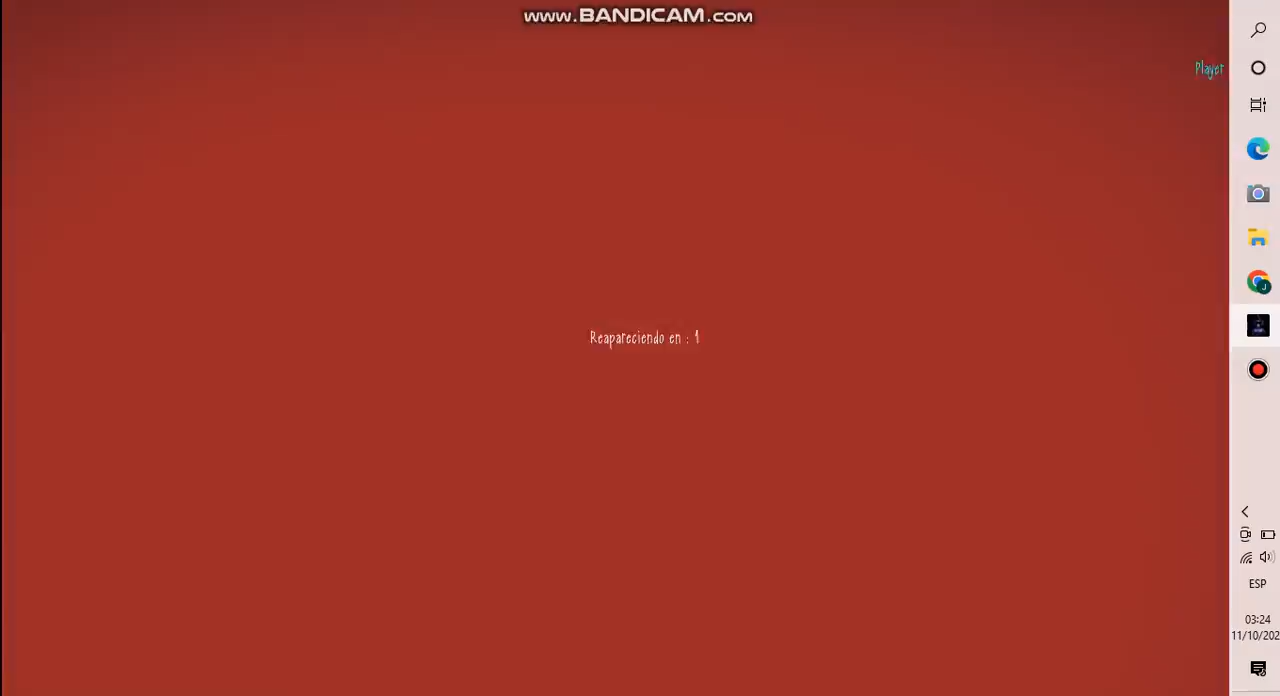 www.BANDICAM.com
Player
Reapareciendo en : 1
ESP
03:24
11/10/202